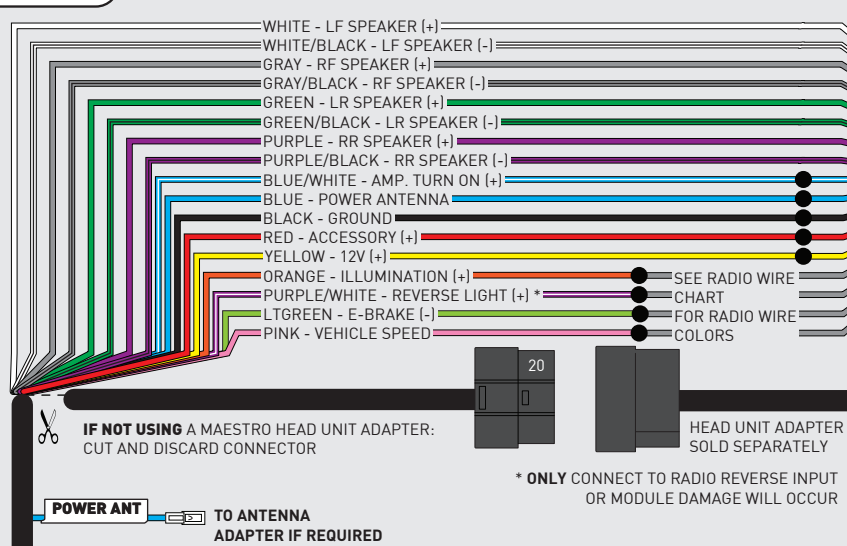 WHITE - LF SPEAKER (+)
WHITE/BLACK - LF SPEAKER (-)
GRAY - RF SPEAKER (+)
GRAY/BLACK - RF SPEAKER (-)
GREEN - LR SPEAKER (+)
GREEN/BLACK - LR SPEAKER (-)
PURPLE - RR SPEAKER (+)
PURPLE/BLACK - RR SPEAKER (-)
BLUE/WHITE - AMP. TURN ON (+)
BLUE - POWER ANTENNA
BLACK - GROUND
RED - ACCESSORY (+)
YELLOW - 12V (+)
ORANGE - ILLUMINATION (+)
PURPLE/WHITE - REVERSE LIGHT (+) *
LTGREEN - E-BRAKE (-)
PINK - VEHICLE SPEED
SEE RADIO WIRE
CHART
FOR RADIO WIRE
COLORS
20
IF NOT USING A MAESTRO HEAD UNIT ADAPTER:
CUT AND DISCARD CONNECTOR
HEAD UNIT ADAPTER
SOLD SEPARATELY
* ONLY CONNECT TO RADIO REVERSE INPUT
OR MODULE DAMAGE WILL OCCUR
POWER ANT
TO ANTENNA
ADAPTER IF REQUIRED